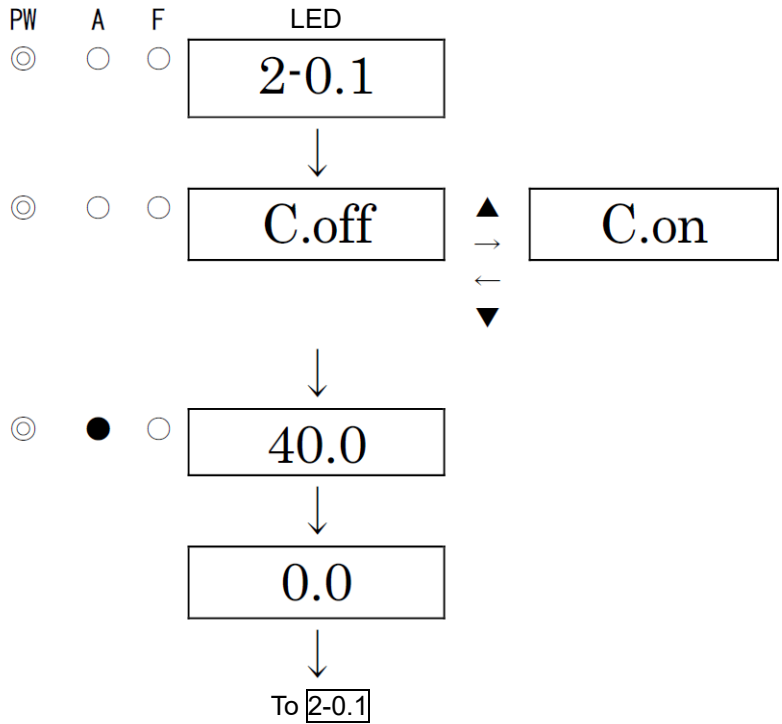 PW A F LED
◎ ○ ○ 2-0.1
↓
◎ ○ ○ C.off ▲ C.on
→
←
▼
↓
◎ ● ○ 40.0
↓
0.0
↓
To 2-0.1